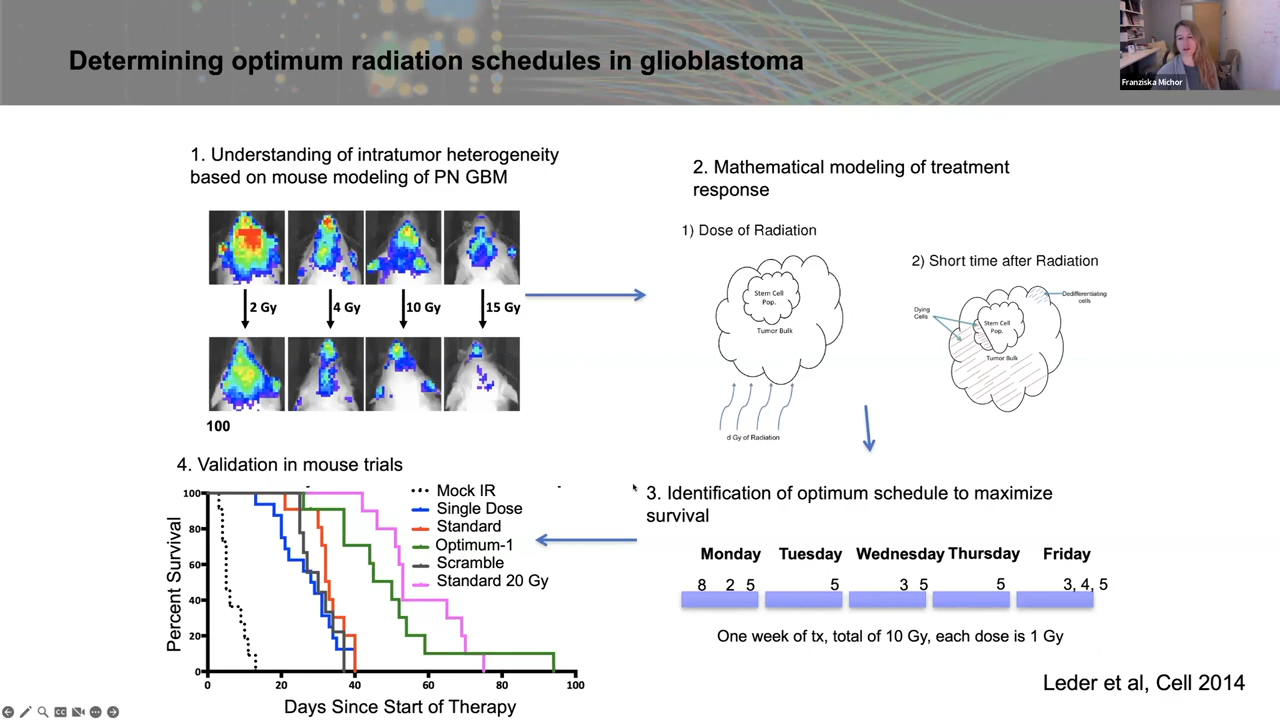 Determining optimum radiation schedules in glioblastoma
Franziska Michor
1. Understanding of intratumor heterogeneity
based on mouse modeling of PN GBM
2 Gy
4 Gy
10 Gy
15 Gy
100
2. Mathematical modeling of treatment
response
1) Dose of Radiation
Stem Cell
Pop.
Tumor Bulk
d Gy of Radiation
2) Short time after Radiation
Dedifferentiating
cells
Dying
Cells
Stem Cell
Pop.
Tumor Bulk
3. Identification of optimum schedule to maximize
survival
Monday Tuesday Wednesday Thursday Friday
8 2 5 5 3 5 5 3, 4, 5
One week of tx, total of 10 Gy, each dose is 1 Gy
4. Validation in mouse trials
Percent Survival
100
80
60
40
20
0
0 20 40 60 80 100
Days Since Start of Therapy
Mock IR
Single Dose
Standard
Optimum-1
Scramble
Standard 20 Gy
Leder et al, Cell 2014
CC